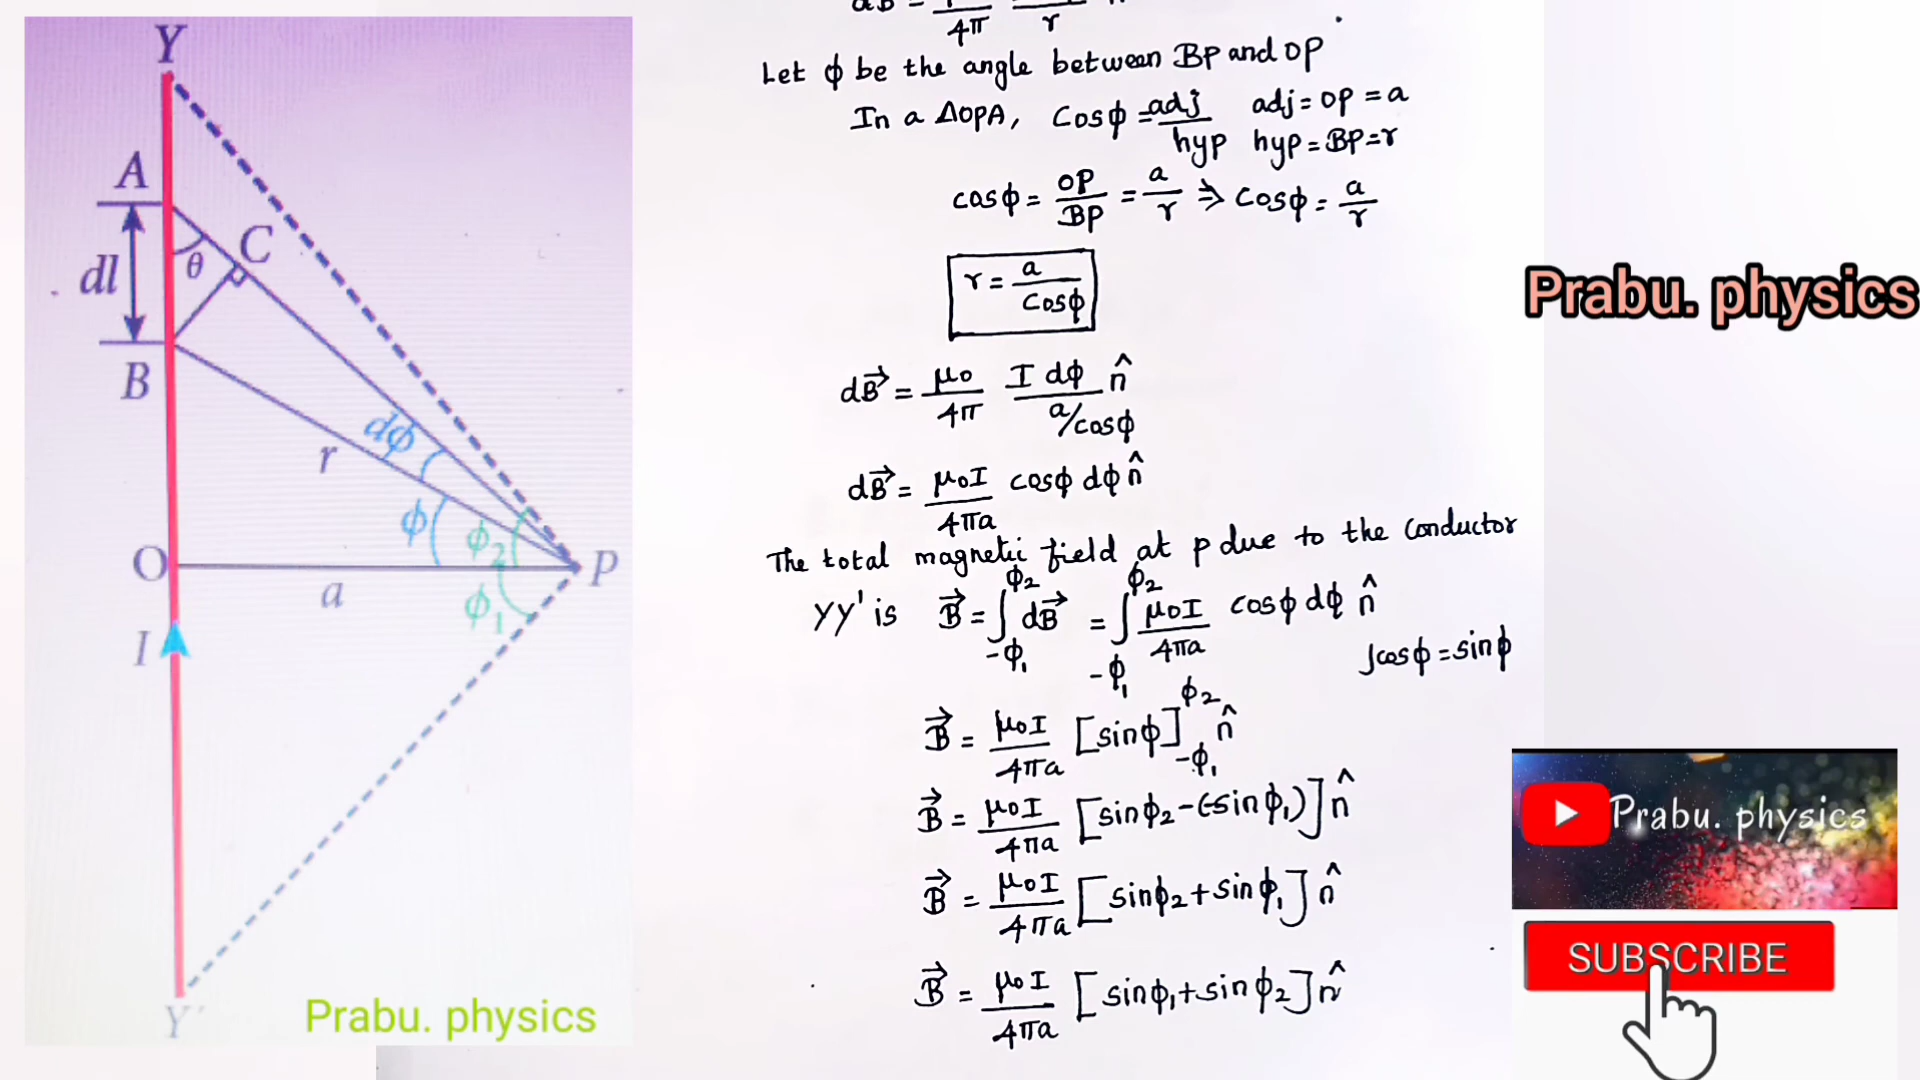 Y
A
C
θ
dl
B
dφ
r
φ
φ₂
O
P
a
φ₁
I
Y′
Prabu. physics
4π r
Let φ be the angle between BP and OP
In a ΔOPA, Cosφ = adj/hyp adj = OP = a
hyp = BP = r
cosφ = OP/BP = a/r ⇒ Cosφ = a/r
r = a/cosφ
dB⃗ = μ₀/4π I dφ/(a/cosφ) n̂
dB⃗ = μ₀I/4πa cosφ dφ n̂
The total magnetic field at P due to the conductor
YY' is B⃗ = ∫_{-φ₁}^{φ₂} dB⃗ = ∫_{-φ₁}^{φ₂} μ₀I/4πa cosφ dφ n̂
∫cosφ = sinφ
B⃗ = μ₀I/4πa [sinφ]_{-φ₁}^{φ₂} n̂
B⃗ = μ₀I/4πa [sinφ₂ - (-sinφ₁)] n̂
B⃗ = μ₀I/4πa [sinφ₂ + sinφ₁] n̂
B⃗ = μ₀I/4πa [sinφ₁ + sinφ₂] n̂
Prabu. physics
Prabu. physics
SUBSCRIBE